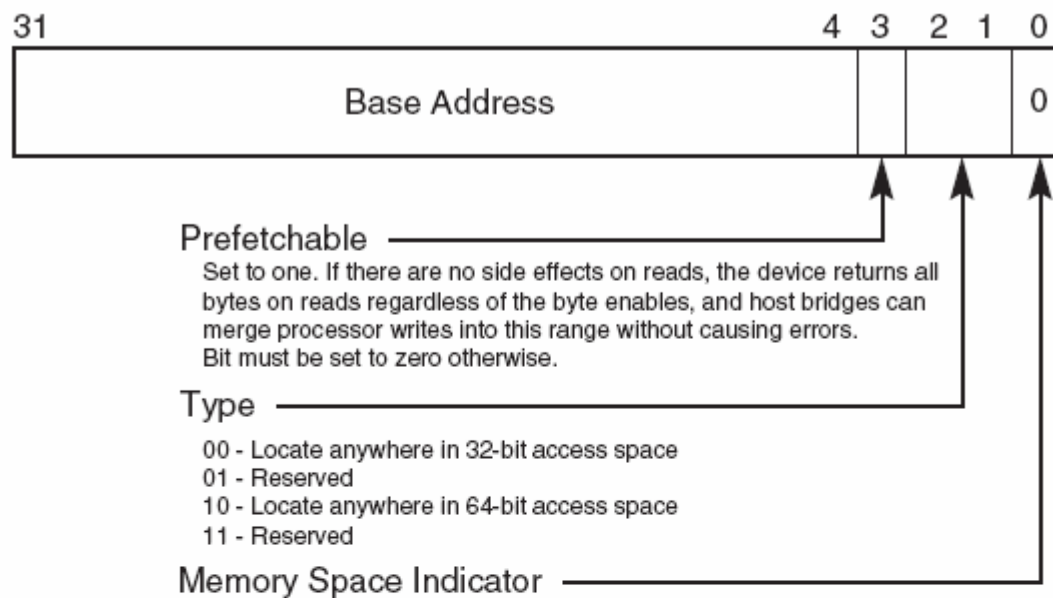 31 4 3 2 1 0
Base Address 0
Prefetchable
Set to one. If there are no side effects on reads, the device returns all
bytes on reads regardless of the byte enables, and host bridges can
merge processor writes into this range without causing errors.
Bit must be set to zero otherwise.
Type
00 - Locate anywhere in 32-bit access space
01 - Reserved
10 - Locate anywhere in 64-bit access space
11 - Reserved
Memory Space Indicator